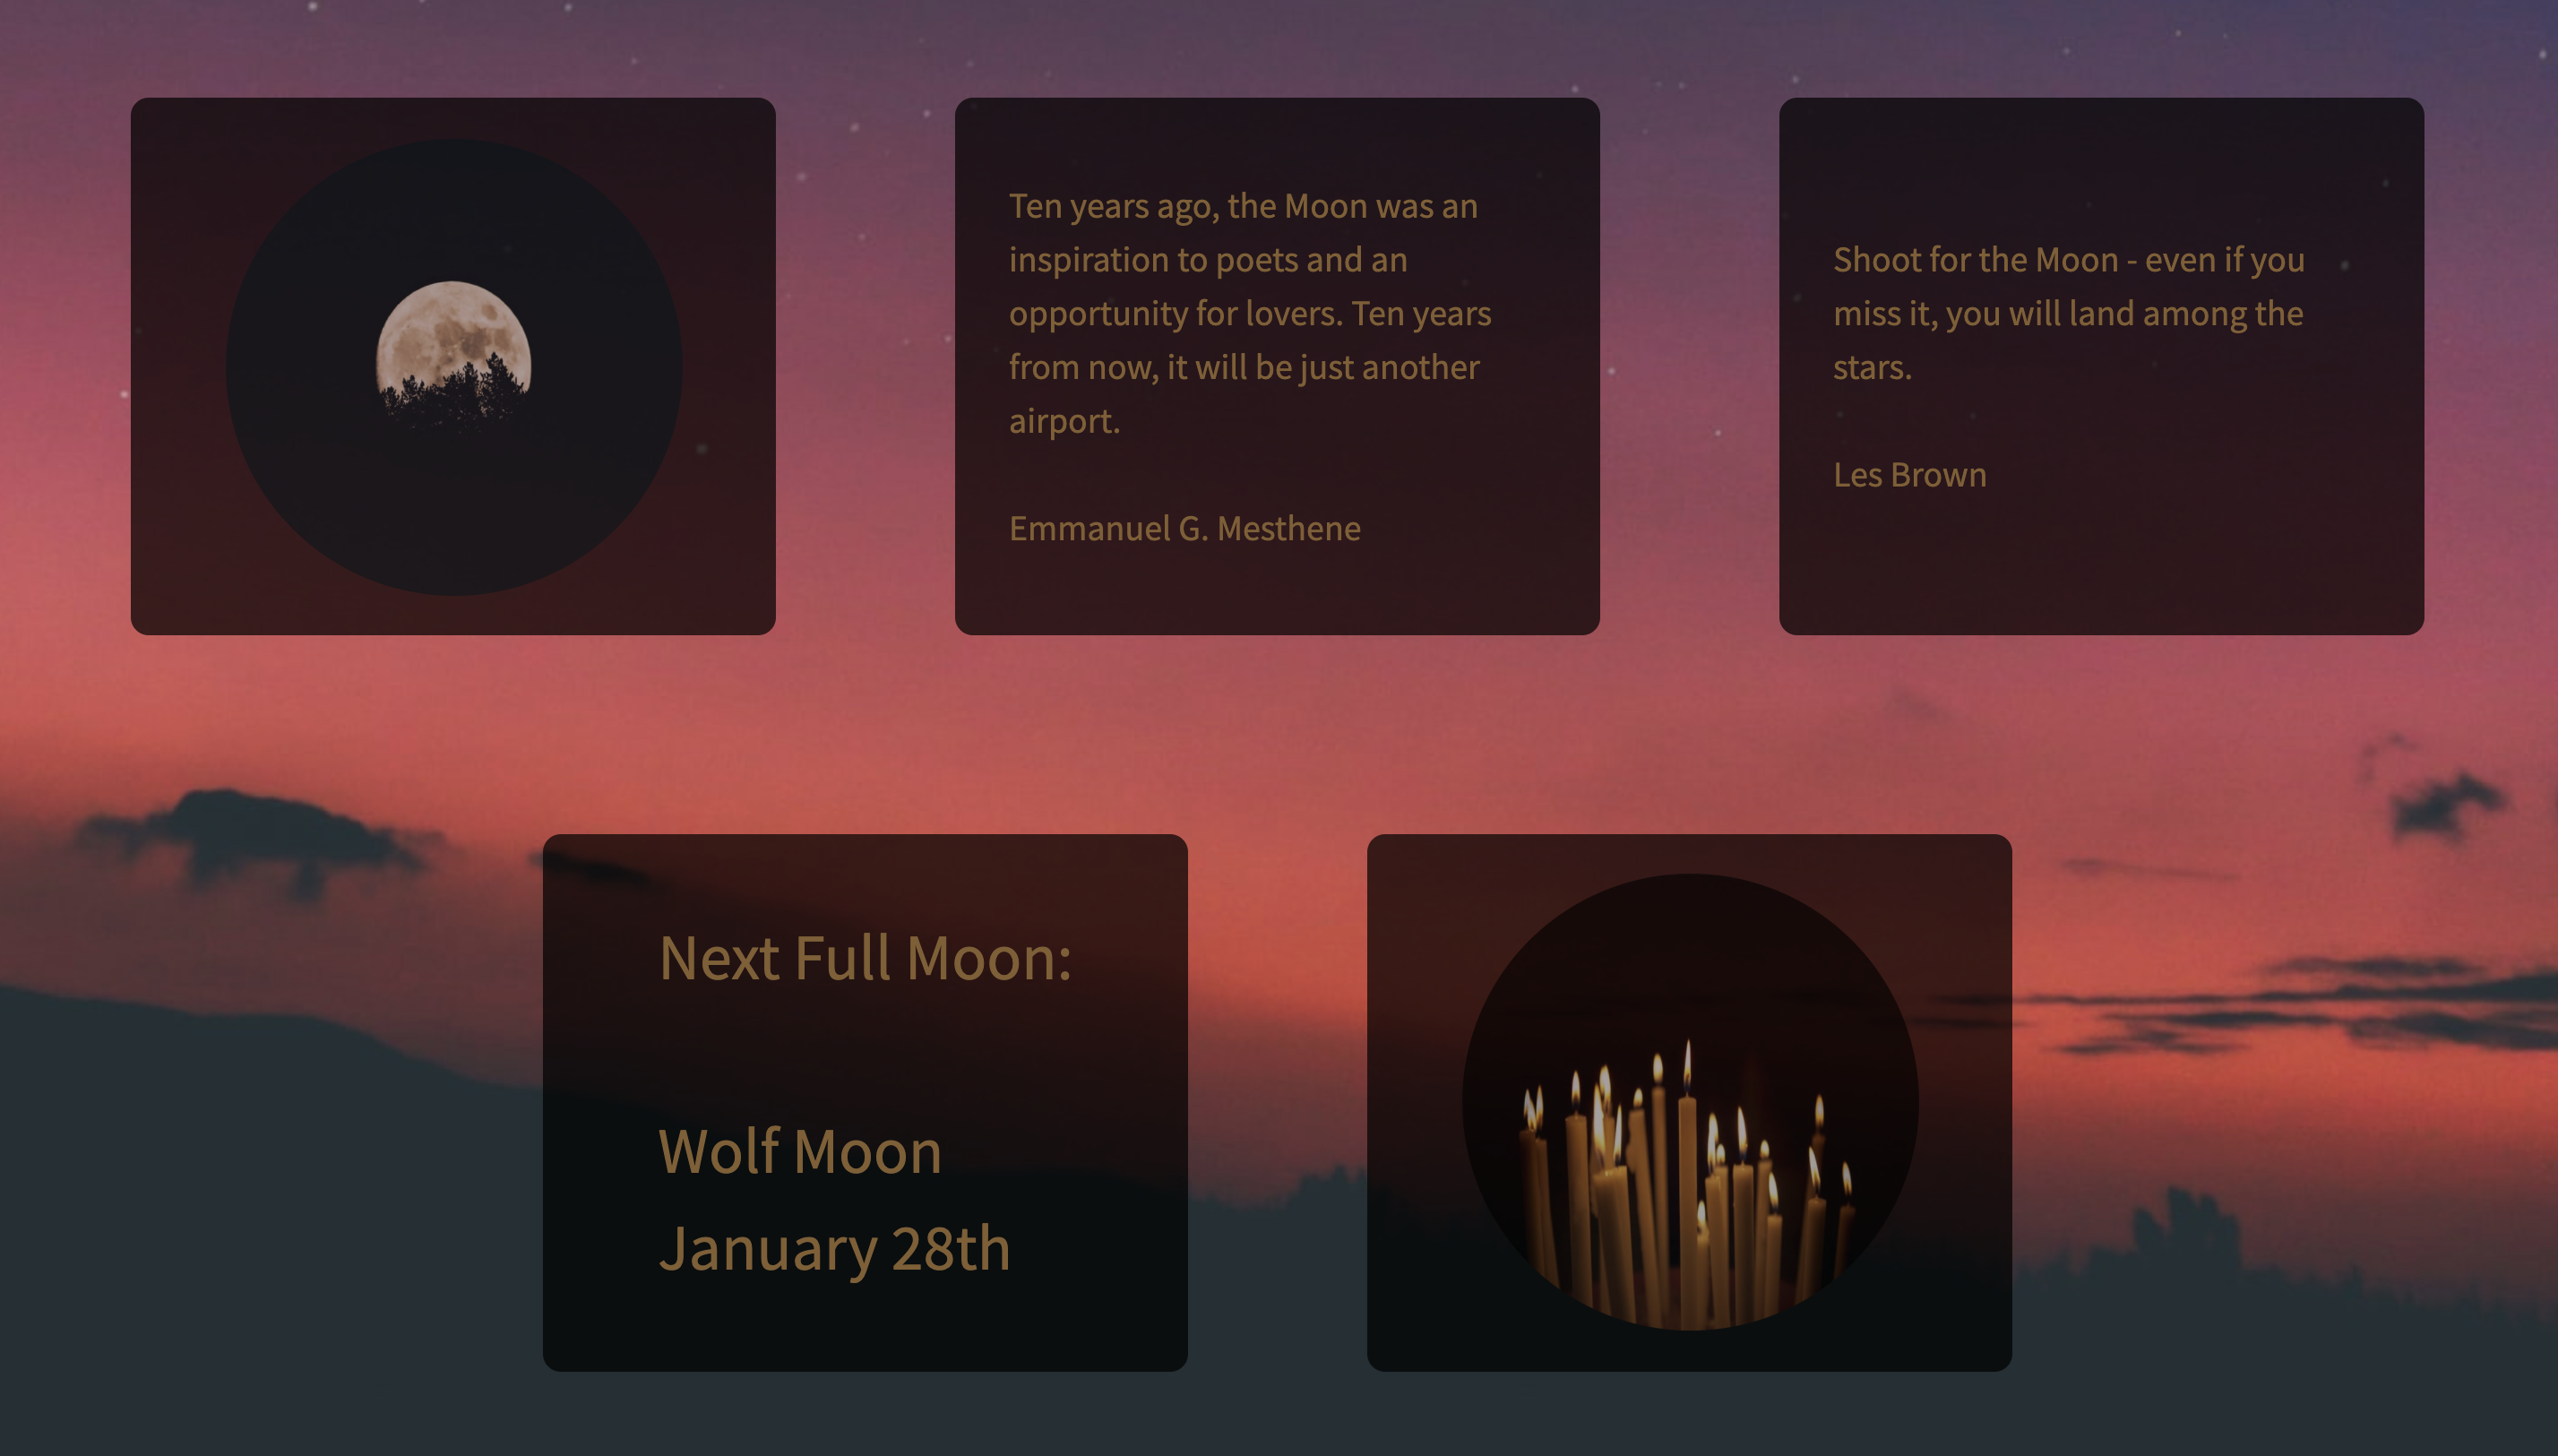 Ten years ago, the Moon was an
inspiration to poets and an
opportunity for lovers. Ten years
from now, it will be just another
airport.
Emmanuel G. Mesthene
Shoot for the Moon - even if you
miss it, you will land among the
stars.
Les Brown
Next Full Moon:
Wolf Moon
January 28th